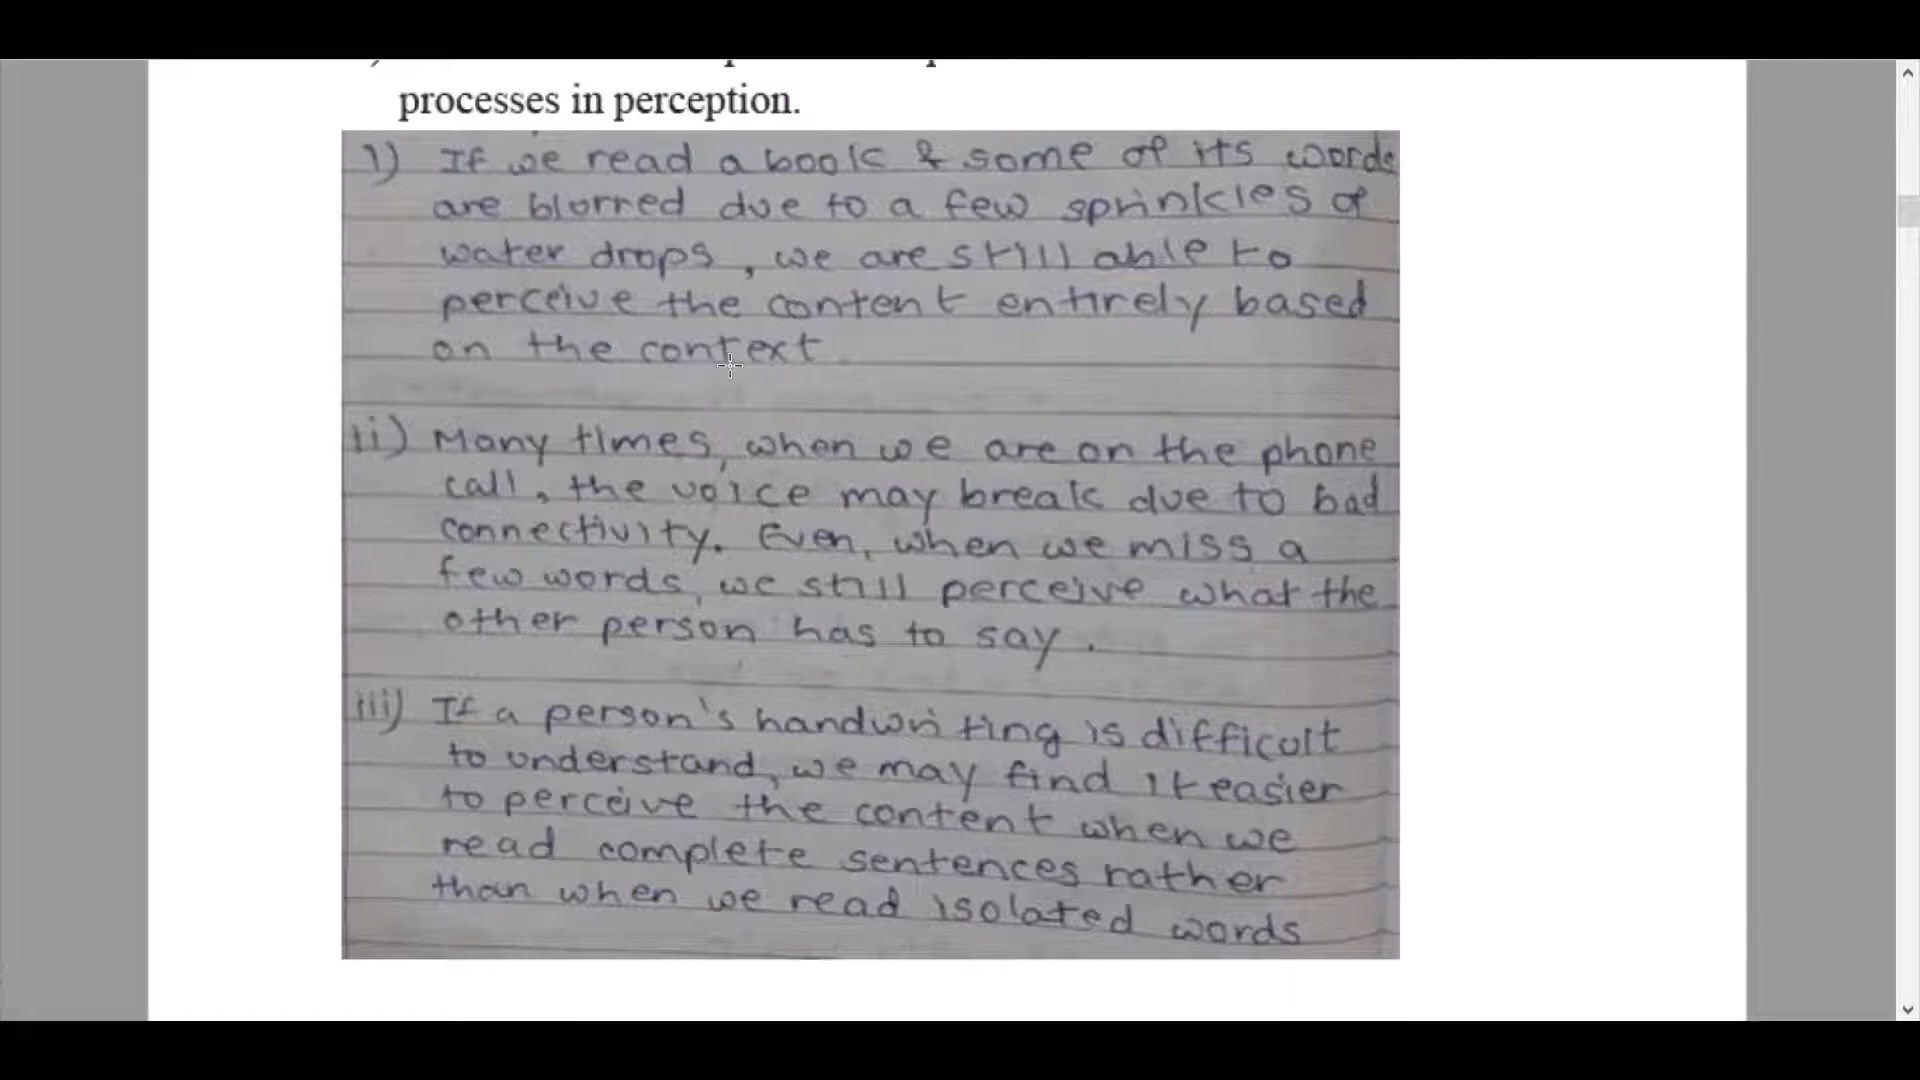 processes in perception.
1) If we read a book & some of its words
are blurred due to a few sprinkles of
water drops, we are still able to
perceive the content entirely based
on the context
ii) Many times, when we are on the phone
call, the voice may break due to bad
connectivity. Even, when we miss a
few words, we still perceive what the
other person has to say.
iii) If a person's handwriting is difficult
to understand, we may find it easier
to perceive the content when we
read complete sentences rather
than when we read isolated words